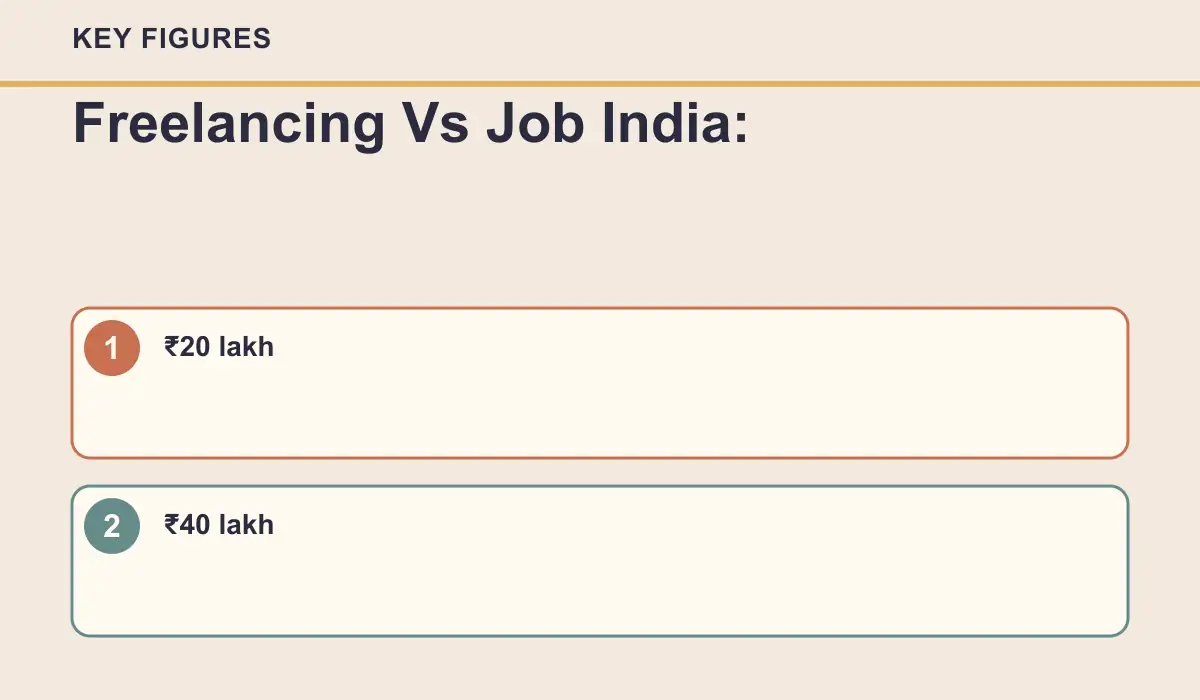 KEY FIGURES
Freelancing Vs Job India:
1
₹20 lakh
2
₹40 lakh